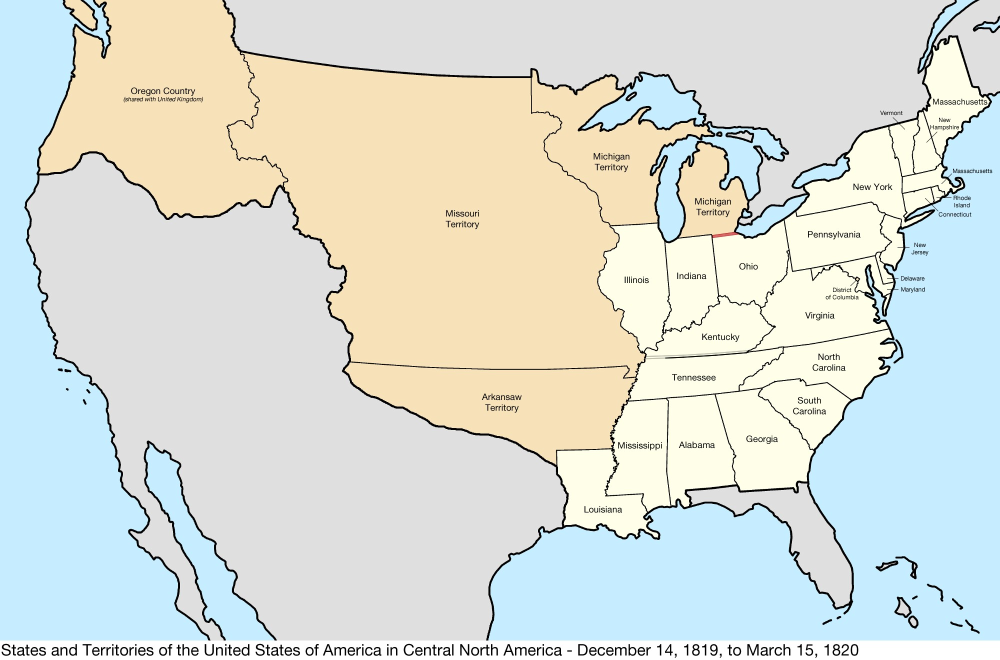 Oregon Country
(shared with United Kingdom)
Missouri
Territory
Arkansaw
Territory
Michigan
Territory
Michigan
Territory
Illinois
Indiana
Ohio
Kentucky
Tennessee
Mississippi
Alabama
Georgia
Louisiana
South
Carolina
North
Carolina
Virginia
District
of Columbia
Maryland
Delaware
Pennsylvania
New
Jersey
New York
Connecticut
Rhode
Island
Massachusetts
Vermont
New
Hampshire
Massachusetts
States and Territories of the United States of America in Central North America - December 14, 1819, to March 15, 1820